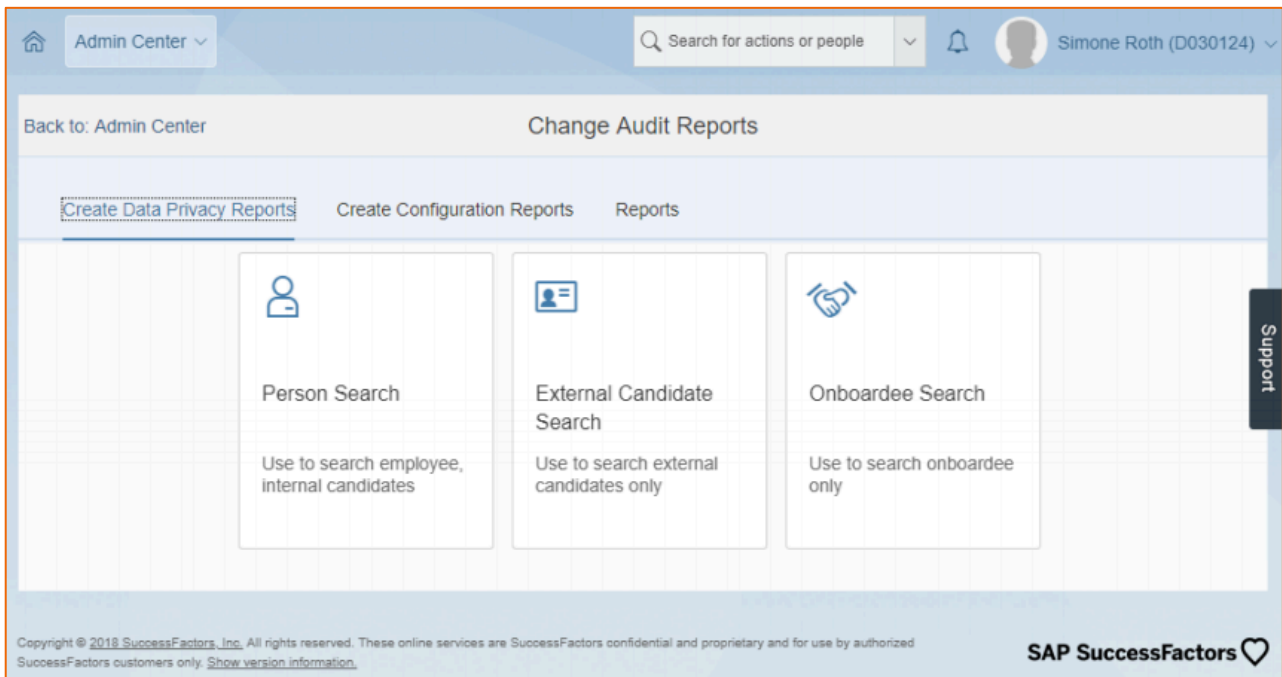 Admin Center
Search for actions or people
Simone Roth (D030124)
Back to: Admin Center
Change Audit Reports
Create Data Privacy Reports
Create Configuration Reports
Reports
Person Search
Use to search employee,
internal candidates
External Candidate
Search
Use to search external
candidates only
Onboardee Search
Use to search onboardee
only
Support
Copyright © 2018 SuccessFactors, Inc. All rights reserved. These online services are SuccessFactors confidential and proprietary and for use by authorized
SuccessFactors customers only. Show version information.
SAP SuccessFactors